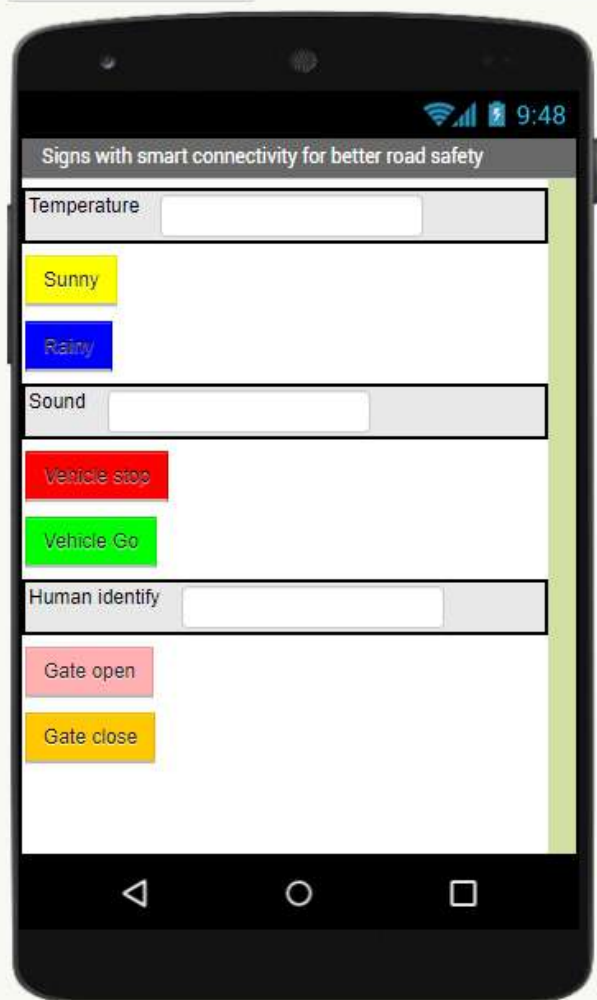 9:48
Signs with smart connectivity for better road safety
Temperature
Sunny
Rainy
Sound
Vehicle stop
Vehicle Go
Human identify
Gate open
Gate close